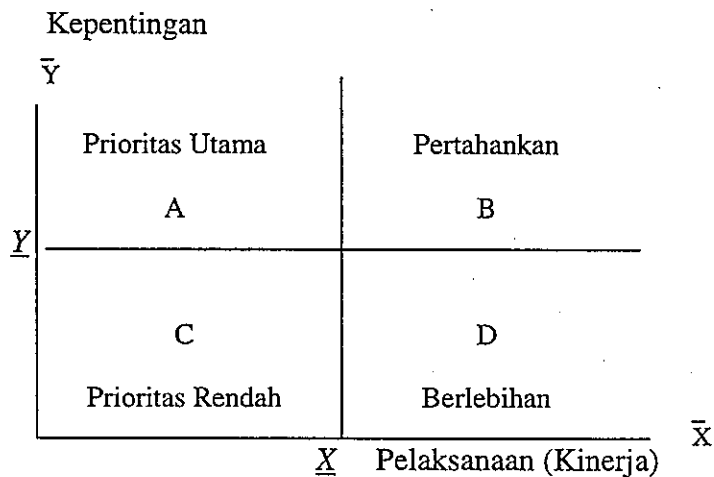 Kepentingan
Y̅
Prioritas Utama Pertahankan
A B
Y
C D
Prioritas Rendah Berlebihan
X̅
X Pelaksanaan (Kinerja)